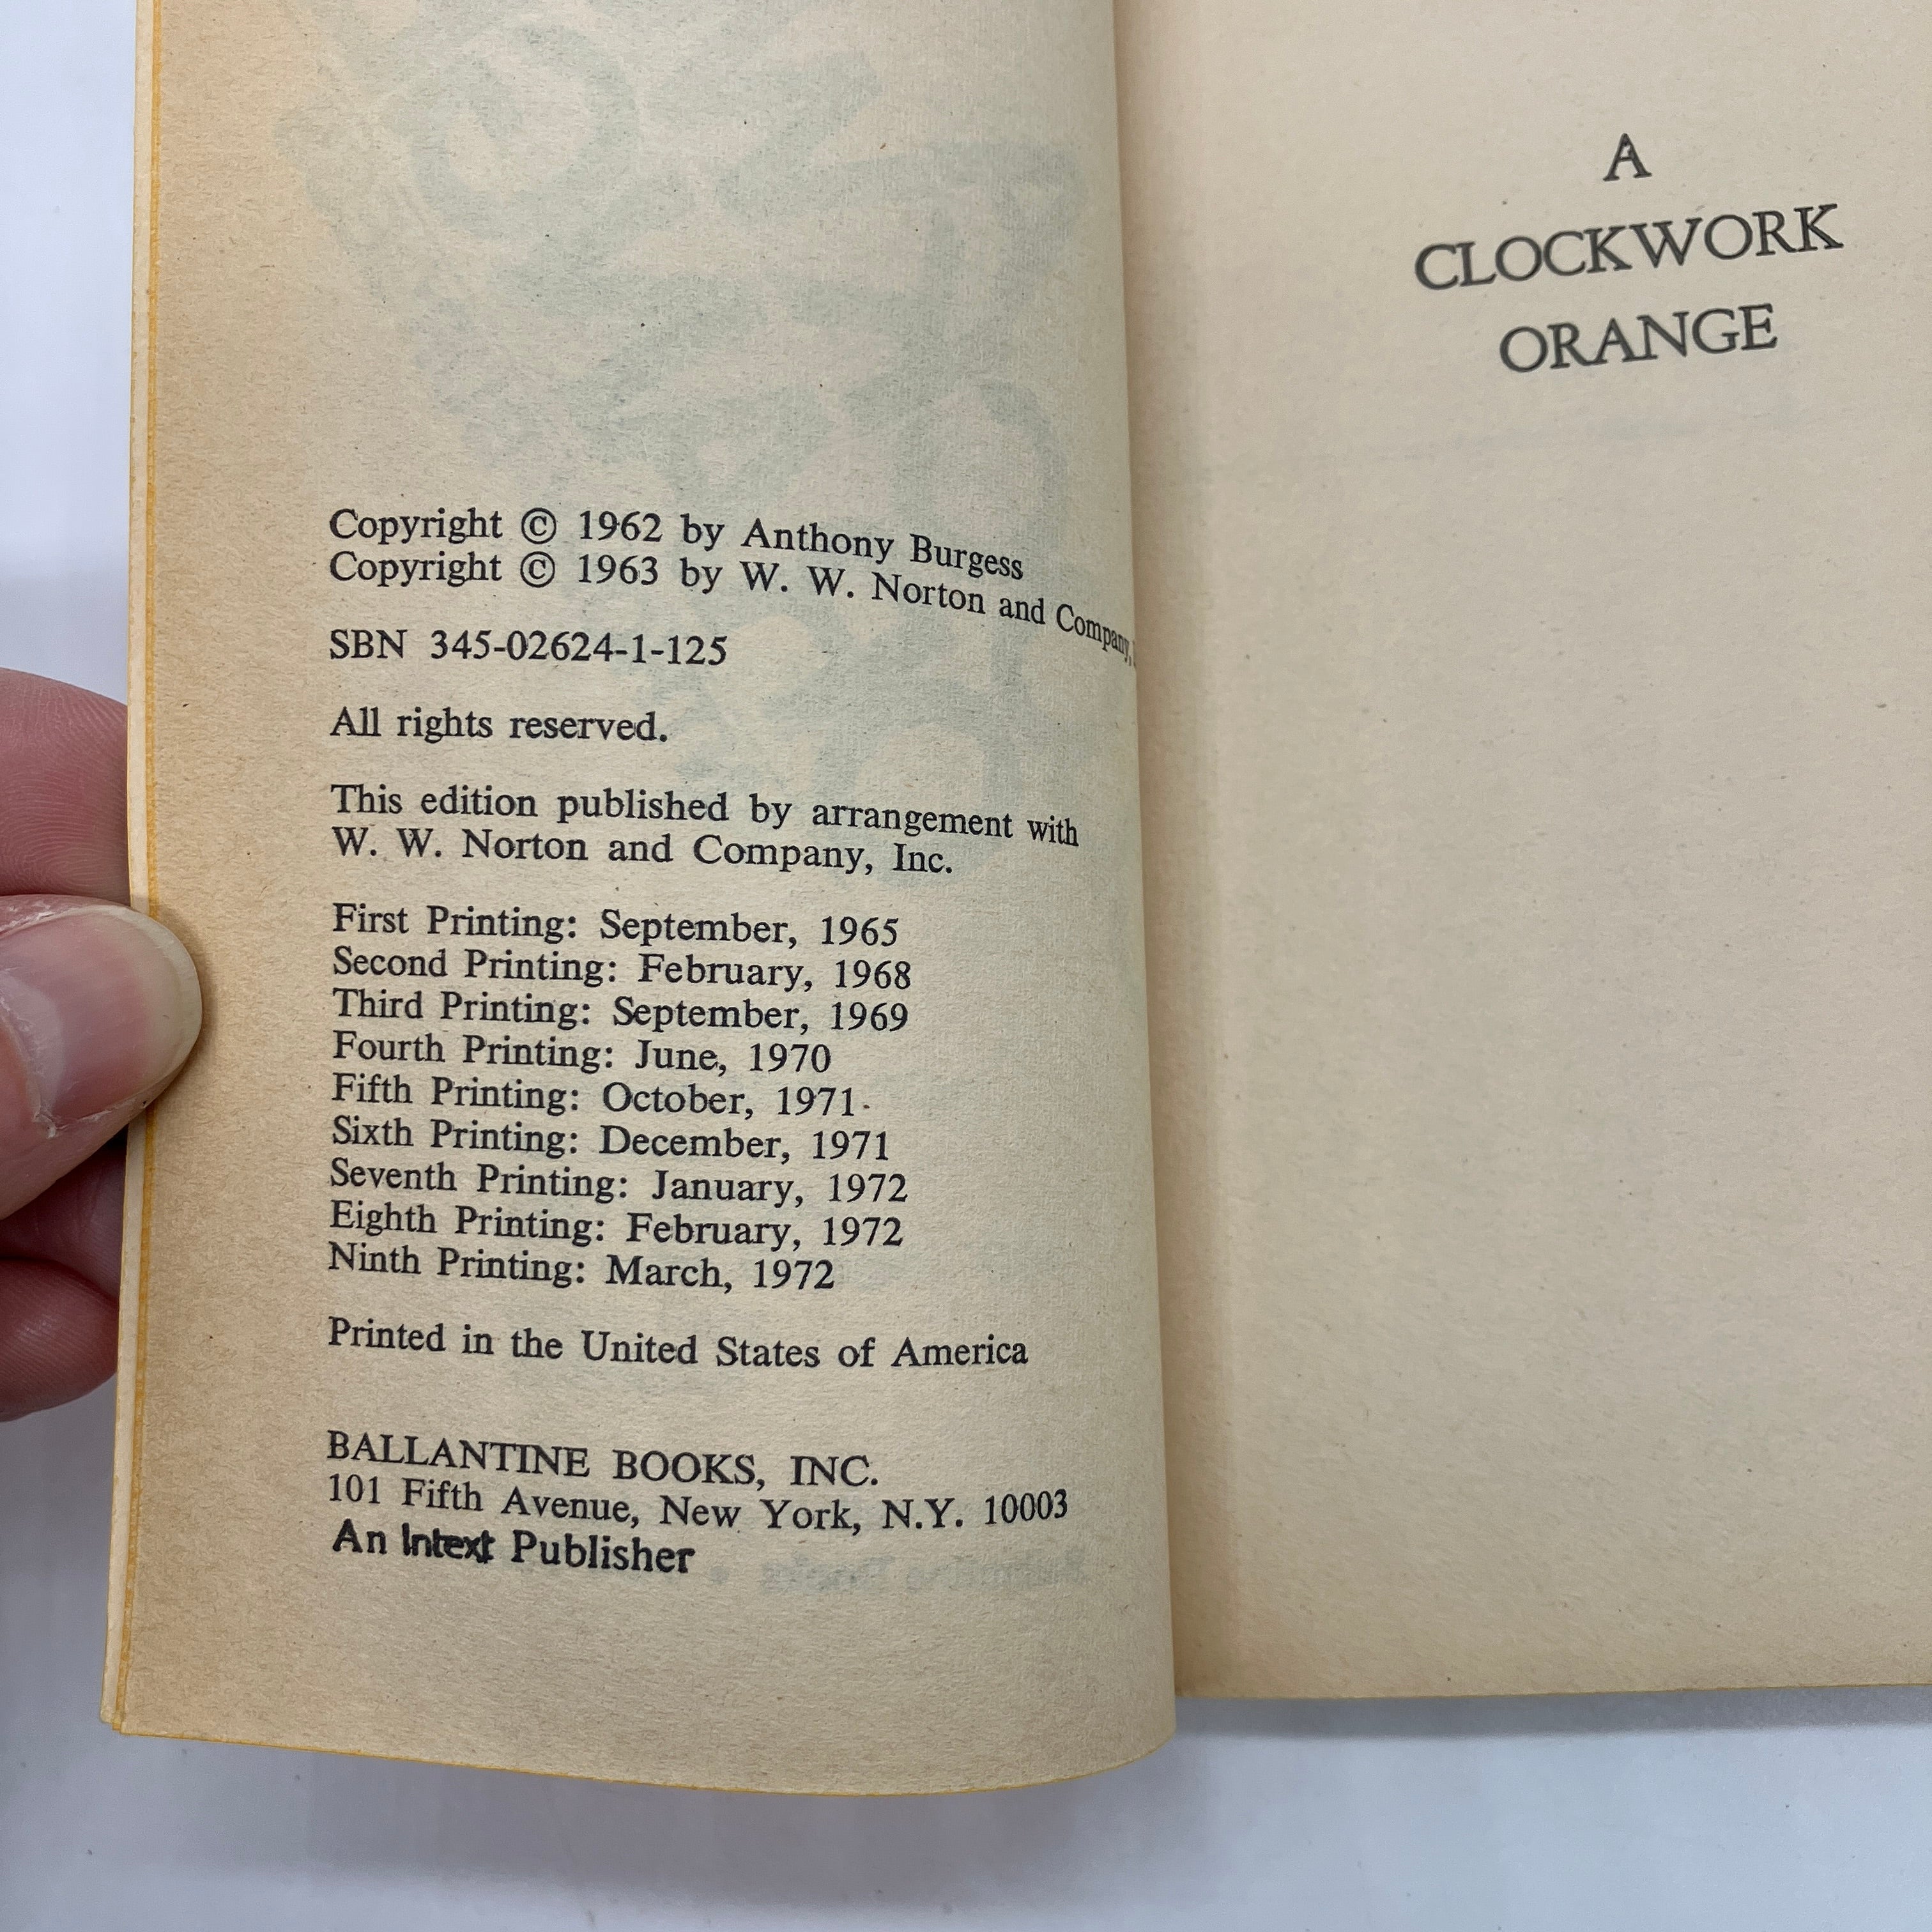 Copyright © 1962 by Anthony Burgess
Copyright © 1963 by W. W. Norton and Company,
SBN 345-02624-1-125
All rights reserved.
This edition published by arrangement with
W. W. Norton and Company, Inc.
First Printing: September, 1965
Second Printing: February, 1968
Third Printing: September, 1969
Fourth Printing: June, 1970
Fifth Printing: October, 1971
Sixth Printing: December, 1971
Seventh Printing: January, 1972
Eighth Printing: February, 1972
Ninth Printing: March, 1972
Printed in the United States of America
BALLANTINE BOOKS, INC.
101 Fifth Avenue, New York, N.Y. 10003
An Intext Publisher
A
CLOCKWORK
ORANGE